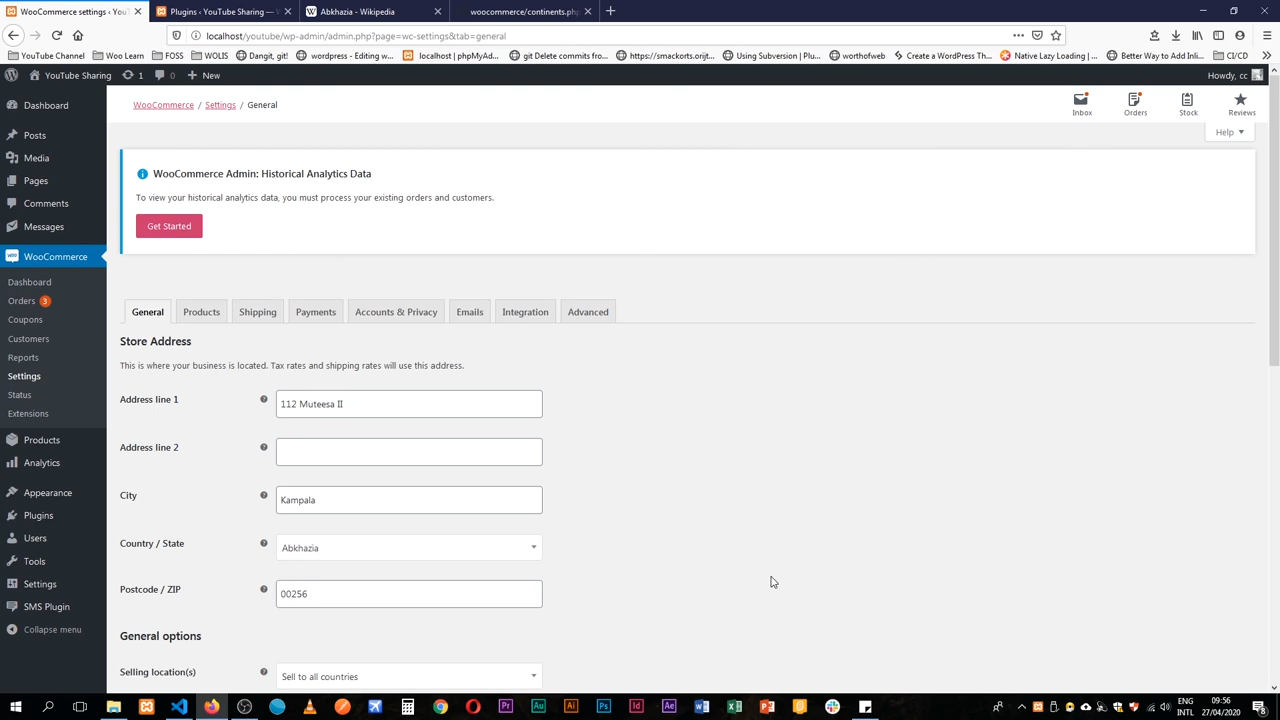 WooCommerce settings ‹ YouT
Plugins ‹ YouTube Sharing —
Abkhazia - Wikipedia
woocommerce/continents.php
localhost/youtube/wp-admin/admin.php?page=wc-settings&tab=general
YouTube Channel
Woo Learn
FOSS
WOLIS
Dangit, git!
wordpress - Editing w...
localhost | phpMyAd...
git Delete commits fro...
https://smackorts.orijt...
Using Subversion | Plu...
worthofweb
Create a WordPress Th...
Native Lazy Loading | ...
Better Way to Add Inli...
CI/CD
YouTube Sharing
1
0
New
Howdy, cc
Dashboard
Posts
Media
Pages
Comments
Messages
WooCommerce
Dashboard
Orders 3
Coupons
Customers
Reports
Settings
Status
Extensions
Products
Analytics
Appearance
Plugins
Users
Tools
Settings
SMS Plugin
Collapse menu
WooCommerce / Settings / General
Inbox
Orders
Stock
Reviews
Help
WooCommerce Admin: Historical Analytics Data
To view your historical analytics data, you must process your existing orders and customers.
Get Started
General
Products
Shipping
Payments
Accounts & Privacy
Emails
Integration
Advanced
Store Address
This is where your business is located. Tax rates and shipping rates will use this address.
Address line 1
112 Muteesa II
Address line 2
City
Kampala
Country / State
Abkhazia
Postcode / ZIP
00256
General options
Selling location(s)
Sell to all countries
Pr
Au
Ai
Ps
Id
Ae
ENG
INTL
09:56
27/04/2020